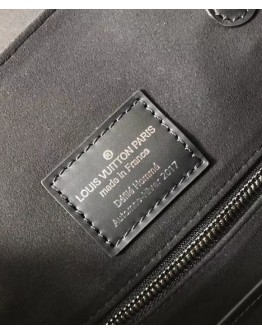 ®
LOUIS VUITTON PARIS
made in France
Défilé Homme
Automne-Hiver 2017